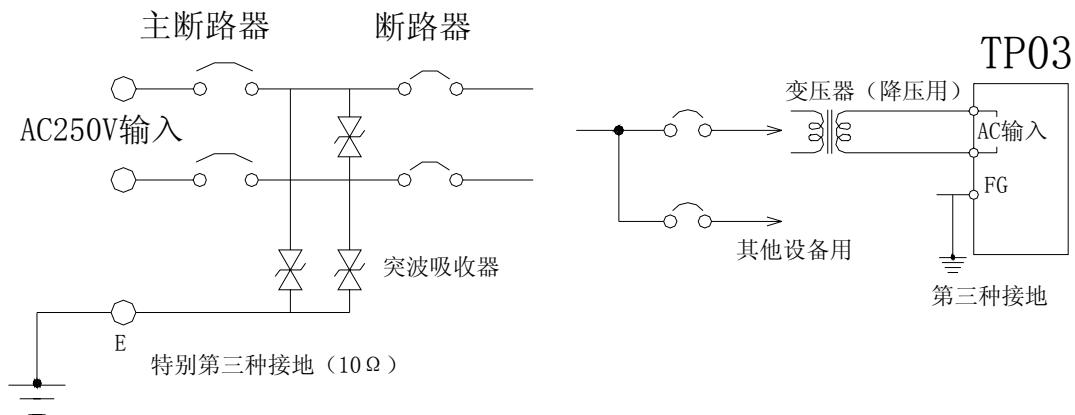 主断路器
断路器
AC250V输入
突波吸收器
E
特别第三种接地（10Ω）
TP03
变压器（降压用）
AC输入
FG
其他设备用
第三种接地